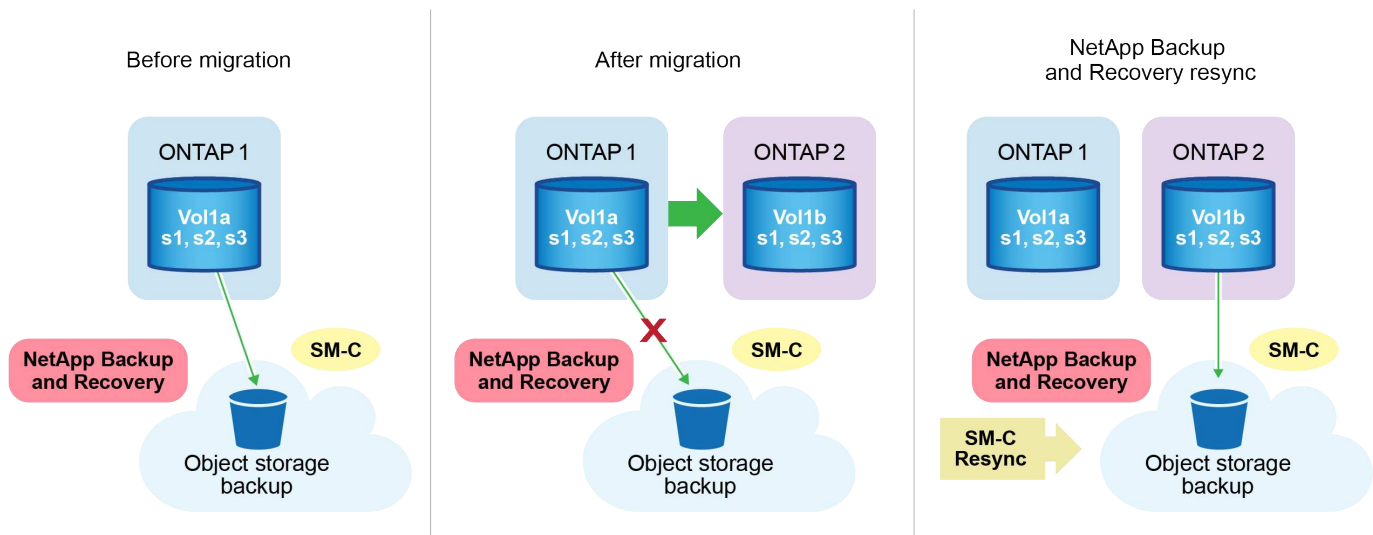 Before migration
ONTAP 1
Vol1a
s1, s2, s3
SM-C
NetApp Backup
and Recovery
Object storage
backup
After migration
ONTAP 1
ONTAP 2
Vol1a
s1, s2, s3
Vol1b
s1, s2, s3
X
SM-C
NetApp Backup
and Recovery
Object storage
backup
NetApp Backup
and Recovery resync
ONTAP 1
ONTAP 2
Vol1a
s1, s2, s3
Vol1b
s1, s2, s3
SM-C
NetApp Backup
and Recovery
SM-C
Resync
Object storage
backup